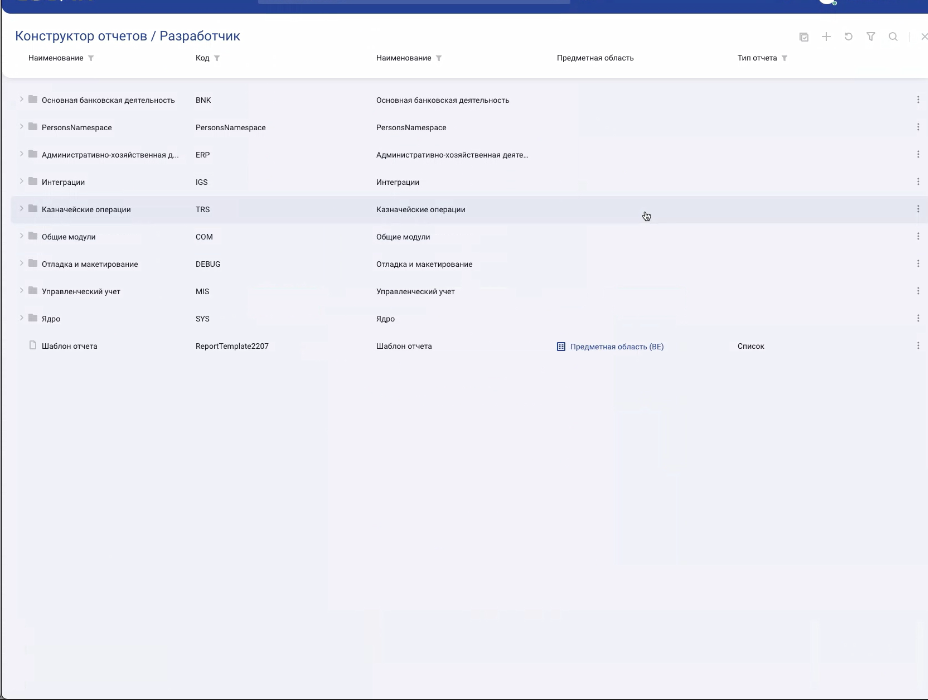 Конструктор отчетов / Разработчик
Наименование Код Наименование Предметная область Тип отчета
Основная банковская деятельность BNK Основная банковская деятельность
PersonsNamespace PersonsNamespace PersonsNamespace
Административно-хозяйственная д... ERP Административно-хозяйственная деяте...
Интеграции IGS Интеграции
Казначейские операции TRS Казначейские операции
Общие модули COM Общие модули
Отладка и макетирование DEBUG Отладка и макетирование
Управленческий учет MIS Управленческий учет
Ядро SYS Ядро
Шаблон отчета ReportTemplate2207 Шаблон отчета Предметная область (BE) Список